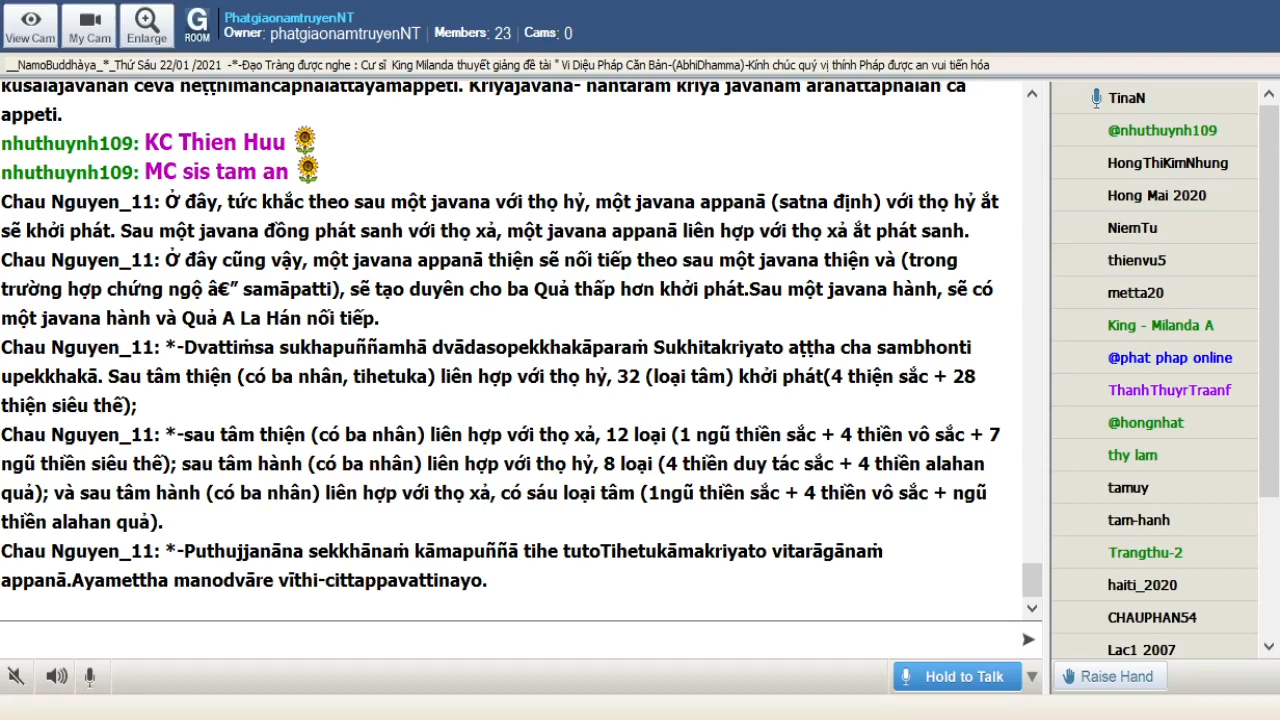 View Cam
My Cam
Enlarge
G
ROOM
PhatgiaonamtruyenNT
Owner: phatgiaonamtruyenNT | Members: 23 | Cams: 0
__NamoBuddhàya_*_Thứ Sáu 22/01 /2021 -*-Đạo Tràng được nghe : Cư sĩ King Milanda thuyết giảng đề tài " Vi Diệu Pháp Căn Bản-(AbhiDhamma)-Kính chúc quý vị thính Pháp được an vui tiến hóa
kusalajavanan ceva heṭṭhimañcaphalattayamappeti. Kriyājavanā- nantaraṁ kriyā javanaṁ arahattaphalañ ca
appeti.
nhuthuynh109: KC Thien Huu
nhuthuynh109: MC sis tam an
Chau Nguyen_11: Ở đây, tức khắc theo sau một javana với thọ hỷ, một javana appanā (satna định) với thọ hỷ ắt
sẽ khởi phát. Sau một javana đồng phát sanh với thọ xả, một javana appanā liên hợp với thọ xả ắt phát sanh.
Chau Nguyen_11: Ở đây cũng vậy, một javana appanā thiện sẽ nối tiếp theo sau một javana thiện và (trong
trường hợp chứng ngộ â€” samāpatti), sẽ tạo duyên cho ba Quả thấp hơn khởi phát.Sau một javana hành, sẽ có
một javana hành và Quả A La Hán nối tiếp.
Chau Nguyen_11: *-Dvattiṁsa sukhapuññamhā dvādasopekkhakāparaṁ Sukhitakriyato aṭṭha cha sambhonti
upekkhakā. Sau tâm thiện (có ba nhân, tihetuka) liên hợp với thọ hỷ, 32 (loại tâm) khởi phát(4 thiện sắc + 28
thiện siêu thế);
Chau Nguyen_11: *-sau tâm thiện (có ba nhân) liên hợp với thọ xả, 12 loại (1 ngũ thiền sắc + 4 thiền vô sắc + 7
ngũ thiền siêu thế); sau tâm hành (có ba nhân) liên hợp với thọ hỷ, 8 loại (4 thiền duy tác sắc + 4 thiền alahan
quả); và sau tâm hành (có ba nhân) liên hợp với thọ xả, có sáu loại tâm (1ngũ thiền sắc + 4 thiền vô sắc + ngũ
thiền alahan quả).
Chau Nguyen_11: *-Puthujjanāna sekkhānaṁ kāmapuññā tihe tutoTihetukāmakriyato vitarāgānaṁ
appanā.Ayamettha manodvāre vīthi-cittappavattinayo.
Hold to Talk
TinaN
@nhuthuynh109
HongThiKimNhung
Hong Mai 2020
NiemTu
thienvu5
metta20
King - Milanda A
@phat phap online
ThanhThuyrTraanf
@hongnhat
thy lam
tamuy
tam-hanh
Trangthu-2
haiti_2020
CHAUPHAN54
Lac1 2007
Raise Hand